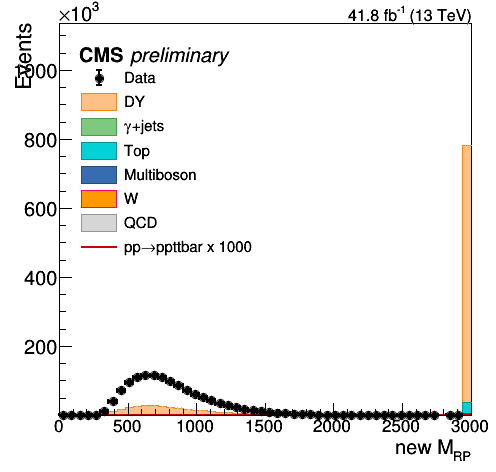 ×10³
41.8 fb⁻¹ (13 TeV)
Events
CMS preliminary
Data
DY
γ+jets
Top
Multiboson
W
QCD
pp→ppttbar x 1000
1000
800
600
400
200
0 500 1000 1500 2000 2500 3000
new M_RP